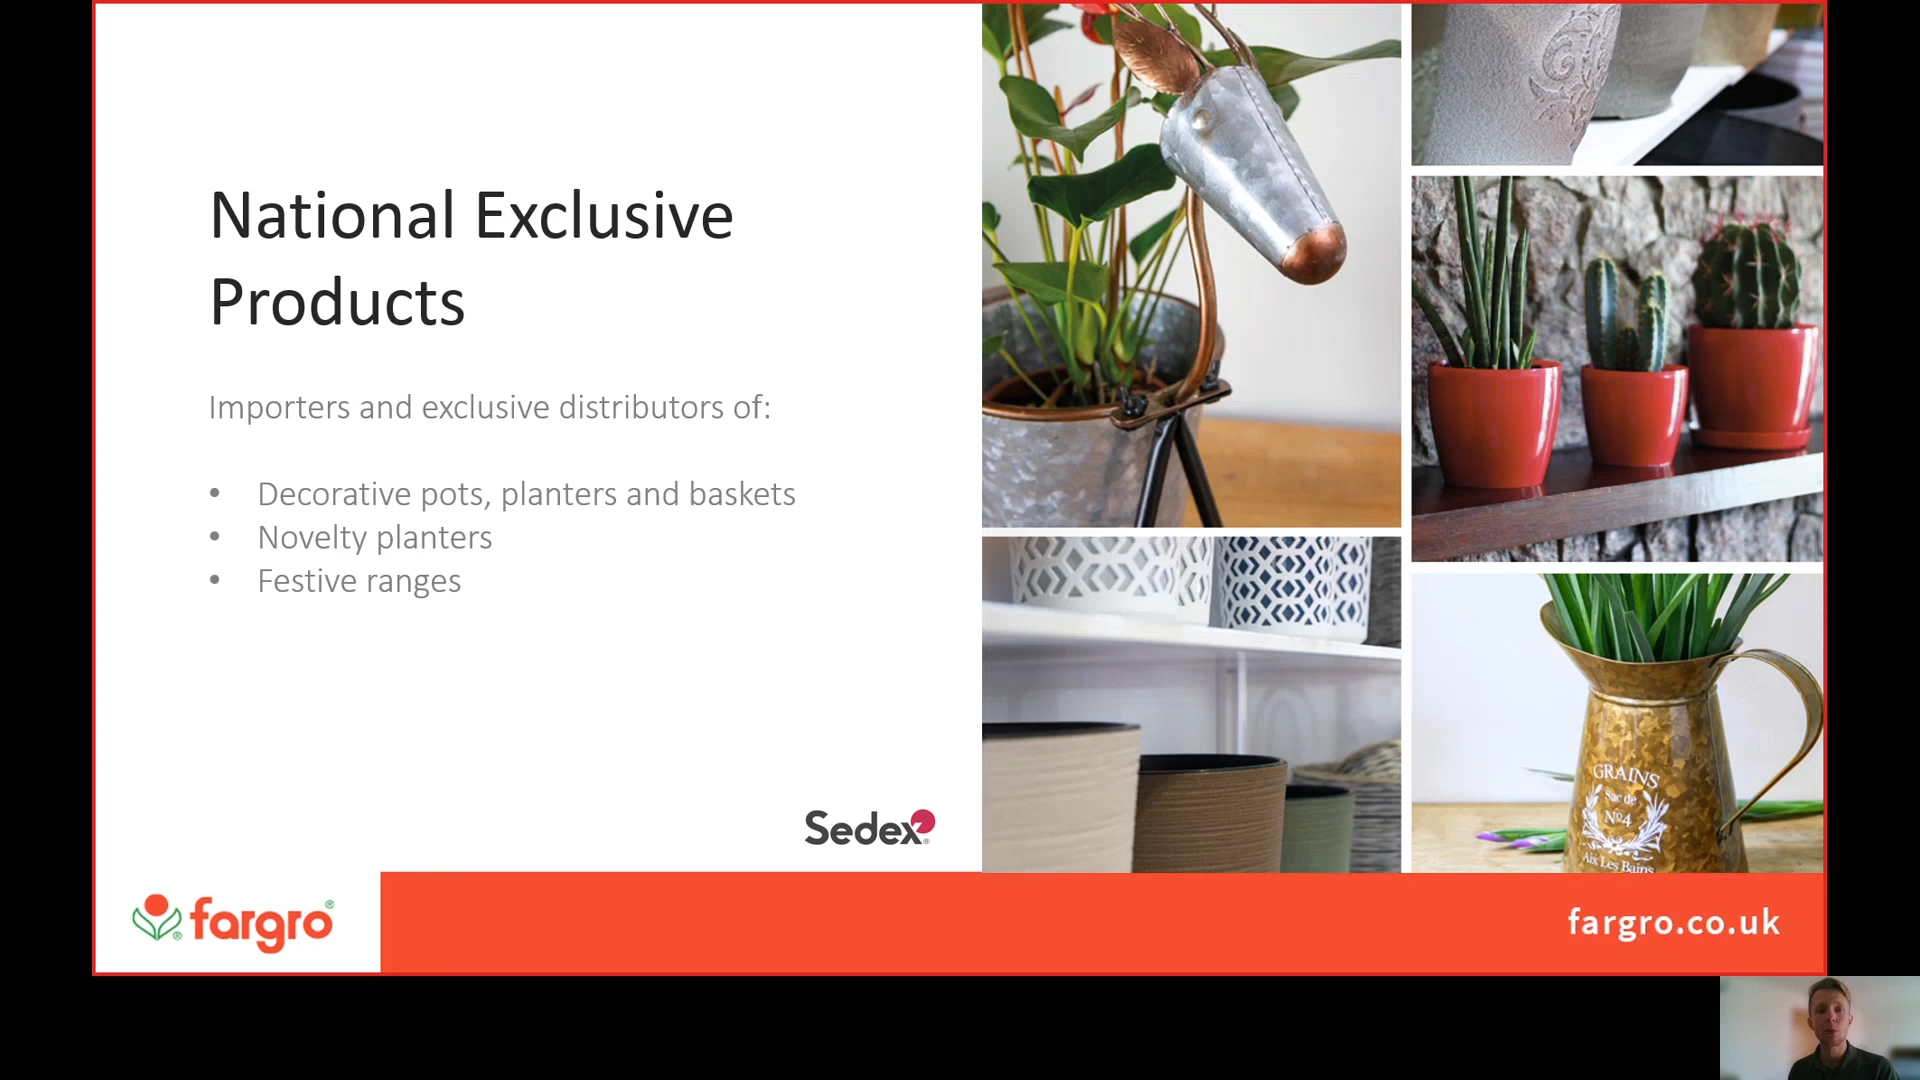 National Exclusive
Products
Importers and exclusive distributors of:
• Decorative pots, planters and baskets
• Novelty planters
• Festive ranges
Sedex®
GRAINS
Sac de
Nº4
Aix Les Bains
fargro®
fargro.co.uk